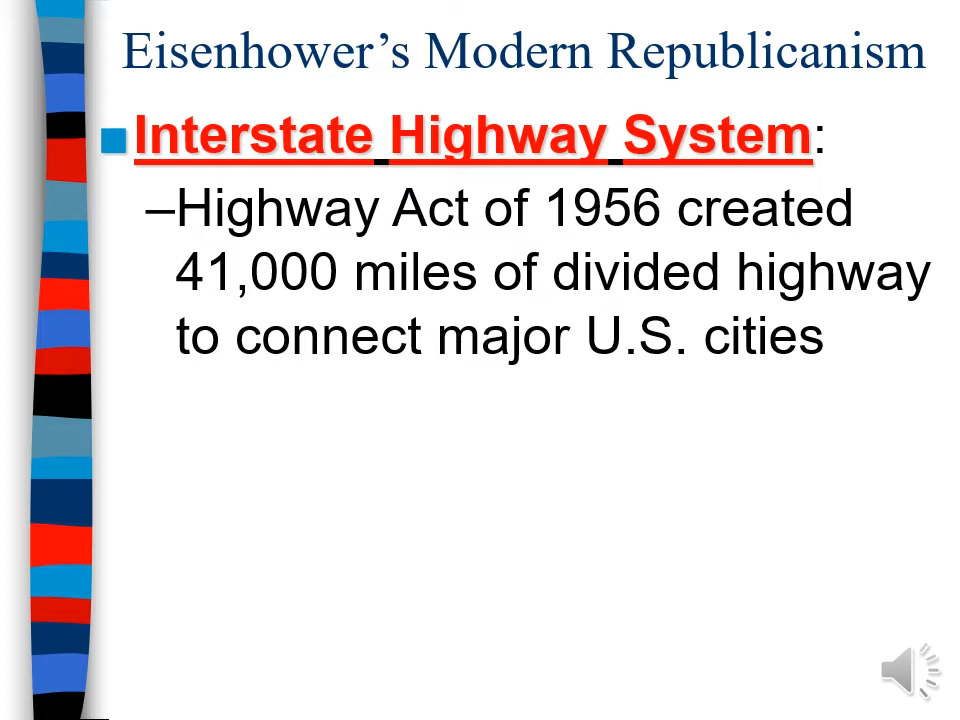 Eisenhower’s Modern Republicanism
■Interstate Highway System:
–Highway Act of 1956 created
41,000 miles of divided highway
to connect major U.S. cities